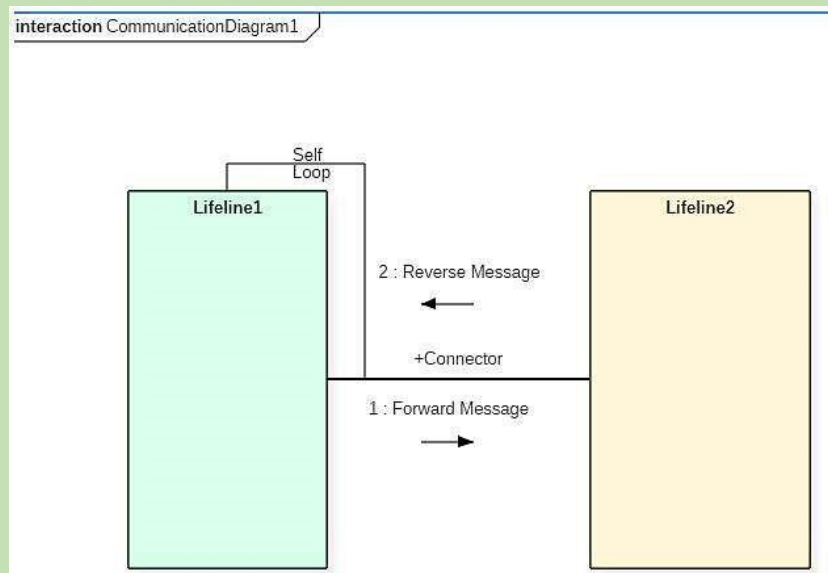 interaction CommunicationDiagram1
Self
Loop
Lifeline1
Lifeline2
2 : Reverse Message
+Connector
1 : Forward Message